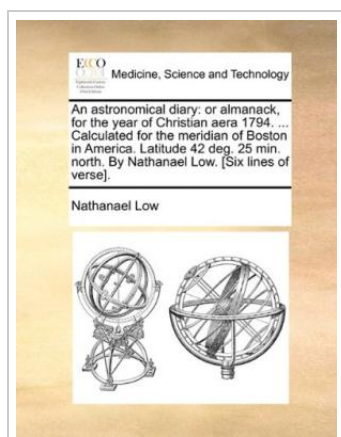 ECCO
Medicine, Science and Technology
An astronomical diary: or almanack,
for the year of Christian aera 1794. ...
Calculated for the meridian of Boston
in America. Latitude 42 deg. 25 min.
north. By Nathanael Low. [Six lines of
verse].
Nathanael Low